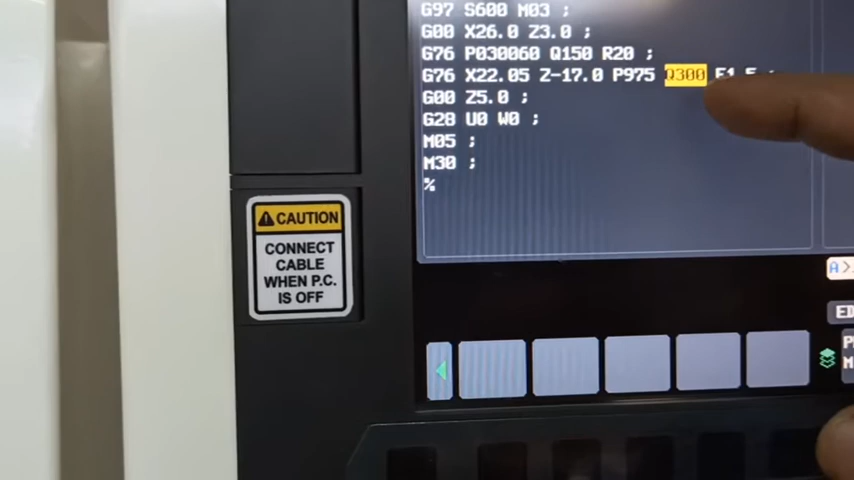 G97 S600 M03 ;
G00 X26.0 Z3.0 ;
G76 P030060 Q150 R20 ;
G76 X22.05 Z-17.0 P975 Q300 F1.5 ;
G00 Z5.0 ;
G28 U0 W0 ;
M05 ;
M30 ;
%
CAUTION
CONNECT
CABLE
WHEN P.C.
IS OFF
A>